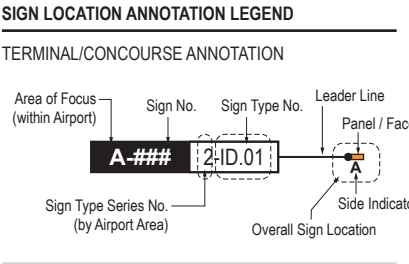 SIGN LOCATION ANNOTATION LEGEND
TERMINAL/CONCOURSE ANNOTATION
Area of Focus
(within Airport)
Sign No.
Sign Type No.
Leader Line
Panel / Fac
A-###
2-ID.01
A
Sign Type Series No.
(by Airport Area)
Side Indicato
Overall Sign Location